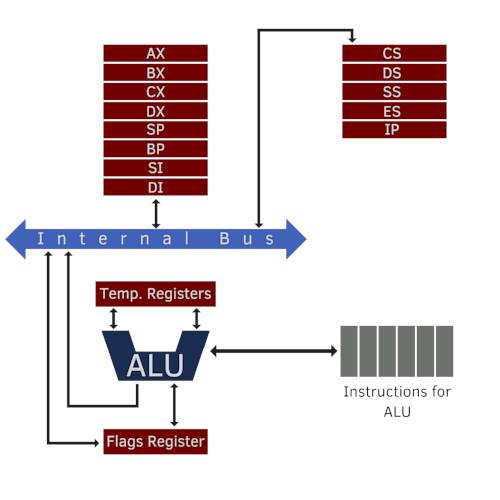 AX
BX
CX
DX
SP
BP
SI
DI
CS
DS
SS
ES
IP
Internal Bus
Temp. Registers
ALU
Flags Register
Instructions for
ALU